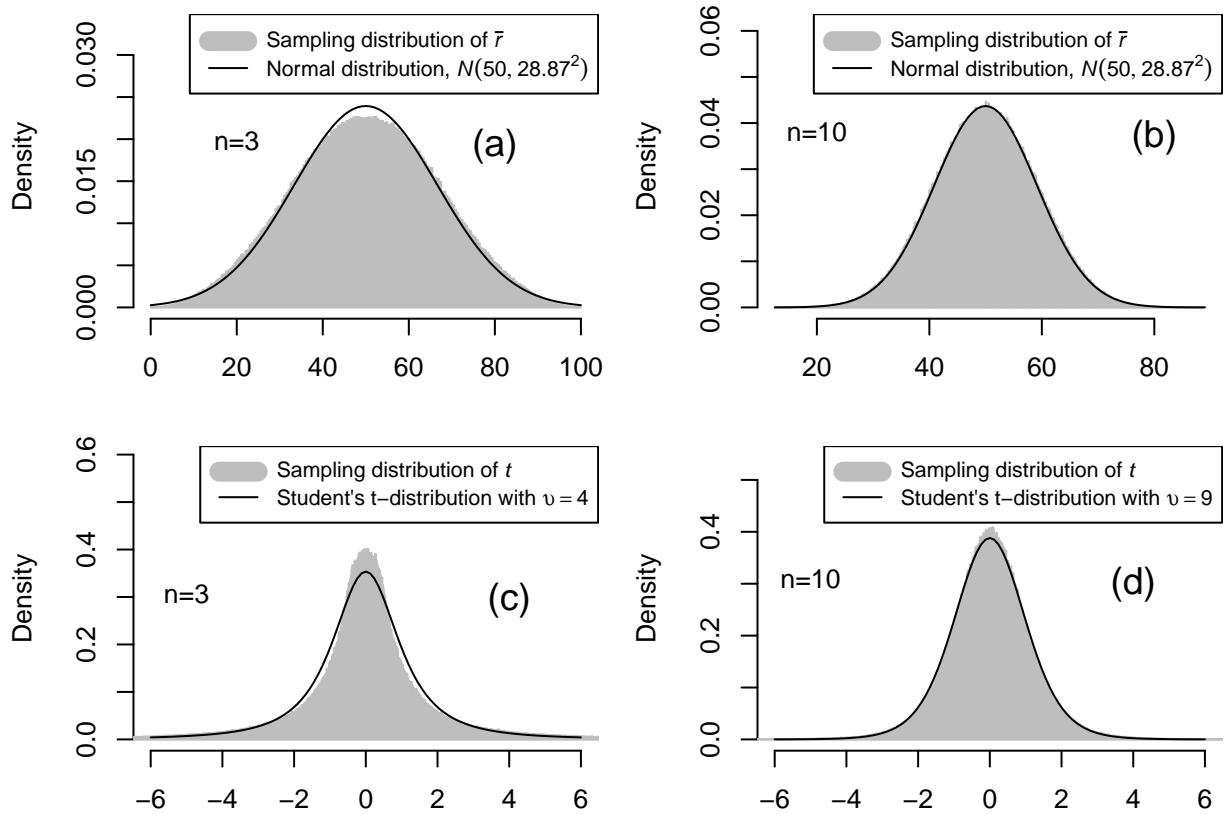 Sampling distribution of r̄
Normal distribution, N(50, 28.87²)
n=3
(a)
Density
0.000
0.015
0.030
0 20 40 60 80 100
Sampling distribution of r̄
Normal distribution, N(50, 28.87²)
n=10
(b)
Density
0.00
0.02
0.04
0.06
20 40 60 80
Sampling distribution of t
Student's t−distribution with υ = 4
n=3
(c)
Density
0.0
0.2
0.4
0.6
−6 −4 −2 0 2 4 6
Sampling distribution of t
Student's t−distribution with υ = 9
n=10
(d)
Density
0.0
0.2
0.4
−6 −4 −2 0 2 4 6